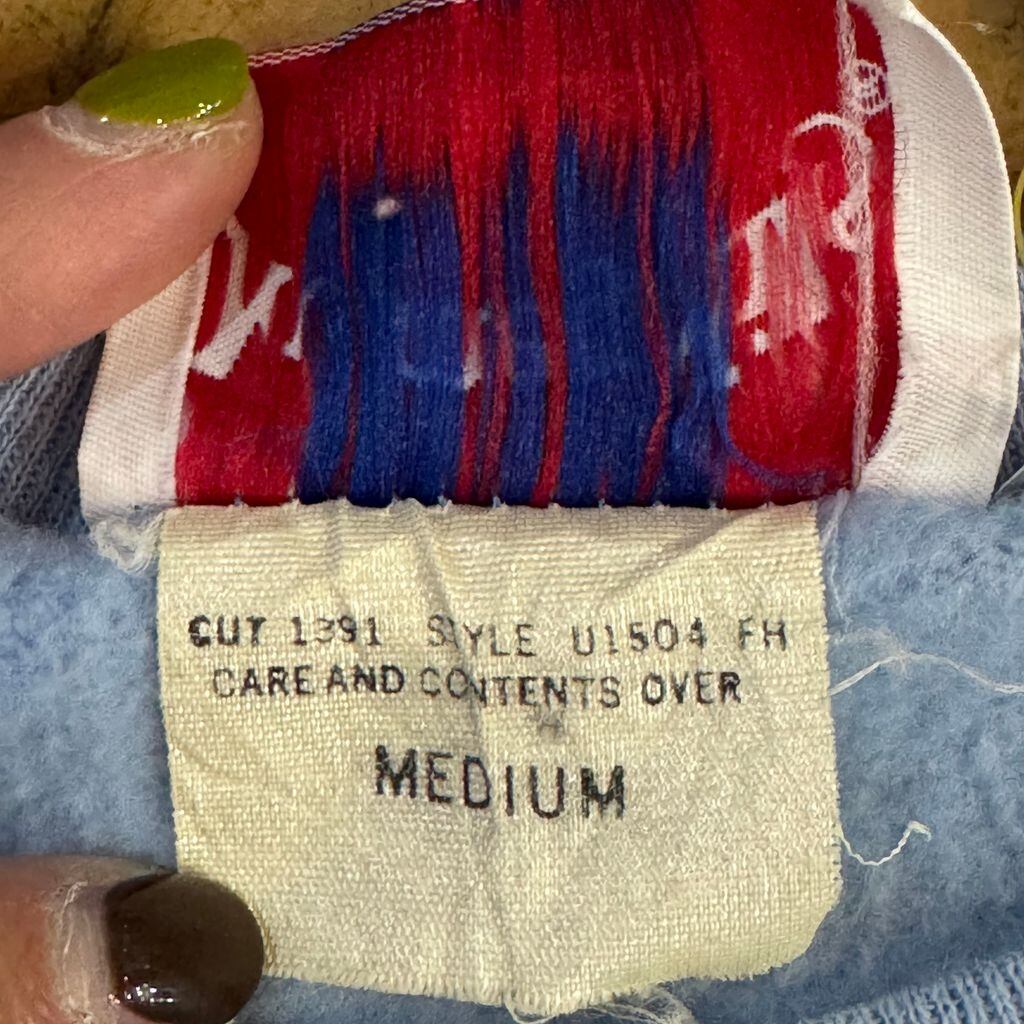 ®
CUT 1391 STYLE U1504 FH
CARE AND CONTENTS OVER
MEDIUM